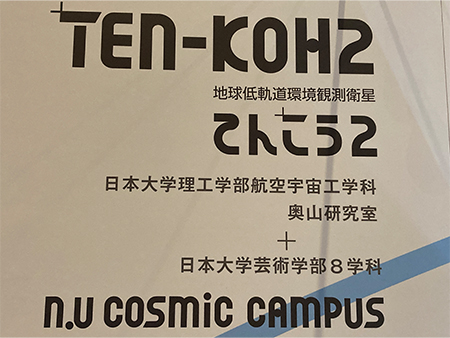 TEN-KOH2
地球低軌道環境観測衛星
てんこう2
日本大学理工学部航空宇宙工学科
奥山研究室
+
日本大学芸術学部8学科
N.U COSMIC CAMPUS